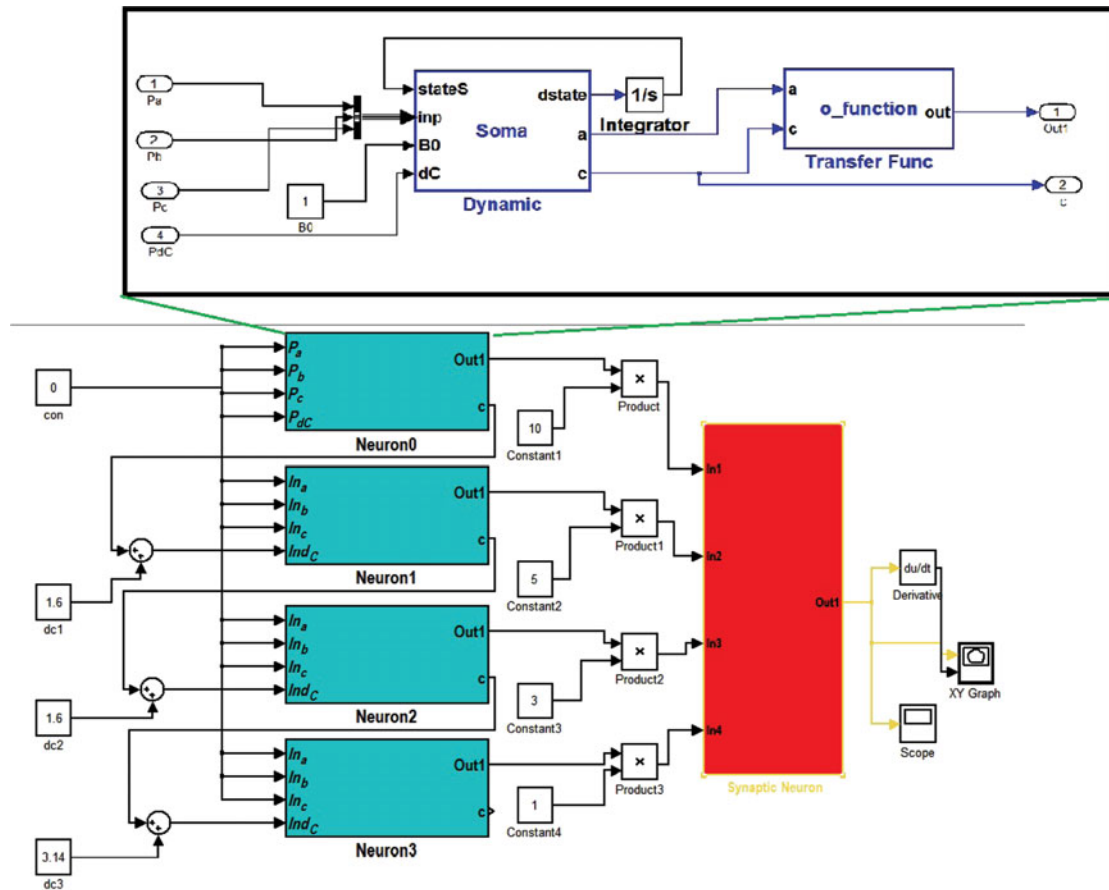 1
Pa
2
Pb
3
Pc
4
PdC
1
B0
stateS
inp
B0
dC
Soma
dstate
a
c
Dynamic
1/s
Integrator
a
c
o_function
out
Transfer Func
1
Out1
2
c
0
con
Pa
Pb
Pc
PdC
Out1
c
Neuron0
10
Constant1
×
Product
Ina
Inb
Inc
IndC
Out1
c
Neuron1
1.6
dc1
5
Constant2
×
Product1
Ina
Inb
Inc
IndC
Out1
c
Neuron2
1.6
dc2
3
Constant3
×
Product2
Ina
Inb
Inc
IndC
Out1
c
Neuron3
3.14
dc3
1
Constant4
×
Product3
In1
In2
In3
In4
Out1
Synaptic Neuron
du/dt
Derivative
XY Graph
Scope